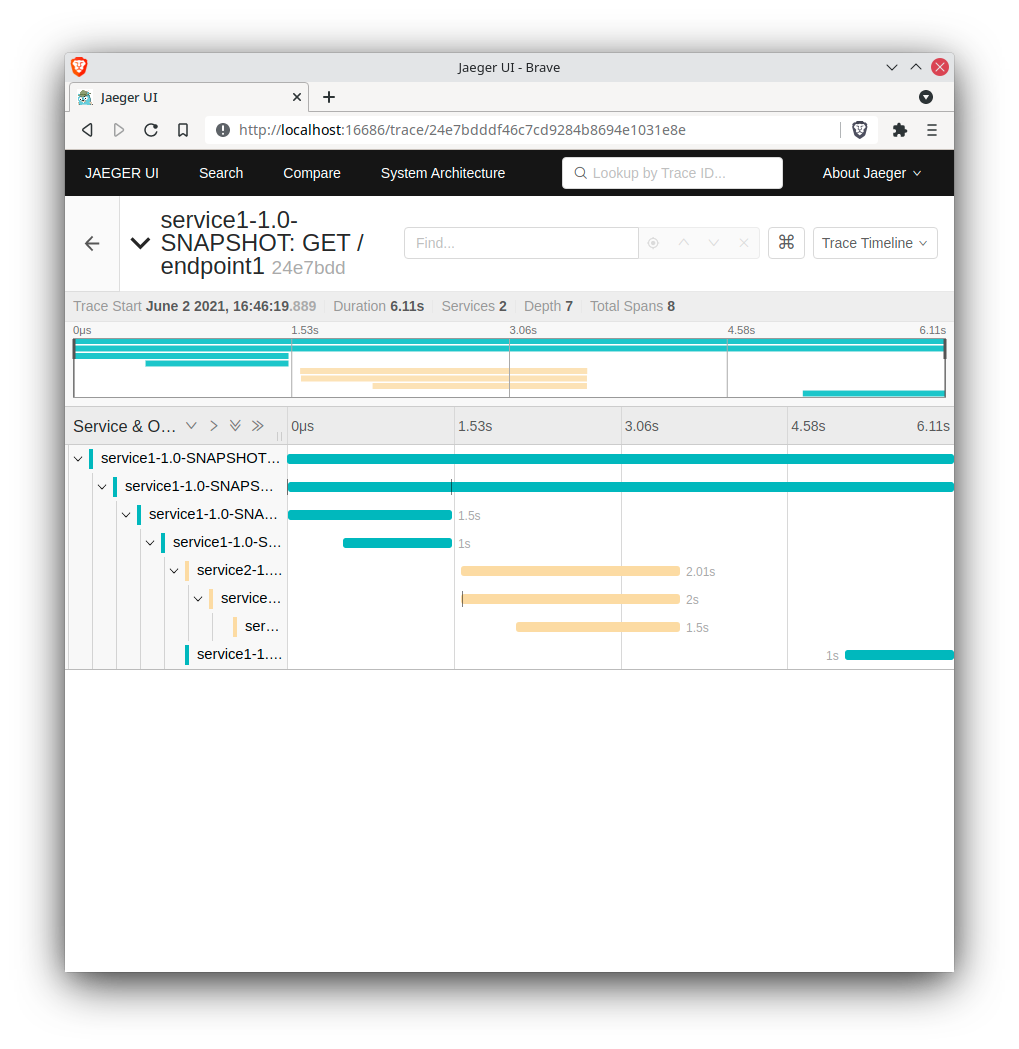 Jaeger UI - Brave
Jaeger UI
http://localhost:16686/trace/24e7bdddf46c7cd9284b8694e1031e8e
JAEGER UI Search Compare System Architecture Lookup by Trace ID... About Jaeger
service1-1.0-
SNAPSHOT: GET /
endpoint1 24e7bdd
Find... ⌘ Trace Timeline
Trace Start June 2 2021, 16:46:19.889 Duration 6.11s Services 2 Depth 7 Total Spans 8
0μs 1.53s 3.06s 4.58s 6.11s
Service & O... 0μs 1.53s 3.06s 4.58s 6.11s
service1-1.0-SNAPSHOT...
service1-1.0-SNAPS...
service1-1.0-SNA... 1.5s
service1-1.0-S... 1s
service2-1.... 2.01s
service... 2s
ser... 1.5s
service1-1.... 1s